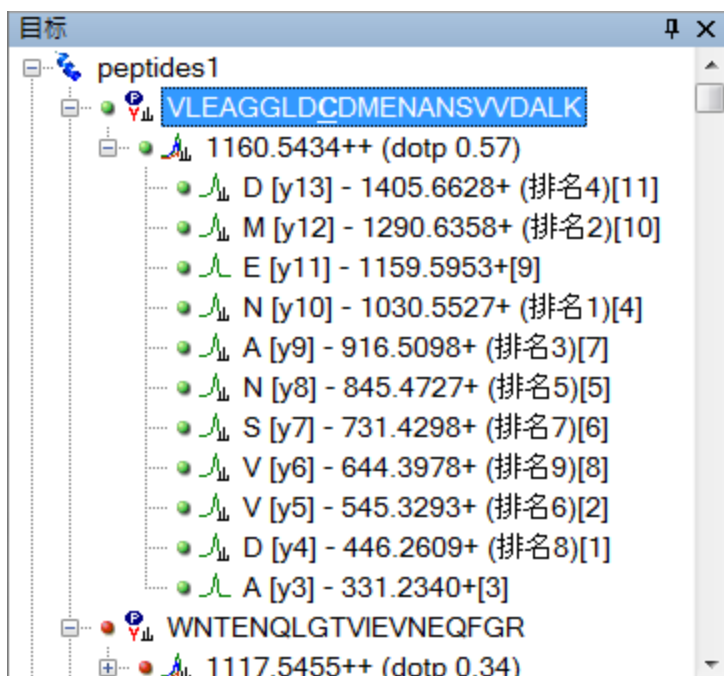 目标
peptides1
VLEAGGLDCDMENANSVVDALK
1160.5434++ (dotp 0.57)
D [y13] - 1405.6628+ (排名4)[11]
M [y12] - 1290.6358+ (排名2)[10]
E [y11] - 1159.5953+[9]
N [y10] - 1030.5527+ (排名1)[4]
A [y9] - 916.5098+ (排名3)[7]
N [y8] - 845.4727+ (排名5)[5]
S [y7] - 731.4298+ (排名7)[6]
V [y6] - 644.3978+ (排名9)[8]
V [y5] - 545.3293+ (排名6)[2]
D [y4] - 446.2609+ (排名8)[1]
A [y3] - 331.2340+[3]
WNTENQLGTVIEVNEQFGR
1117.5455++ (dotp 0.34)